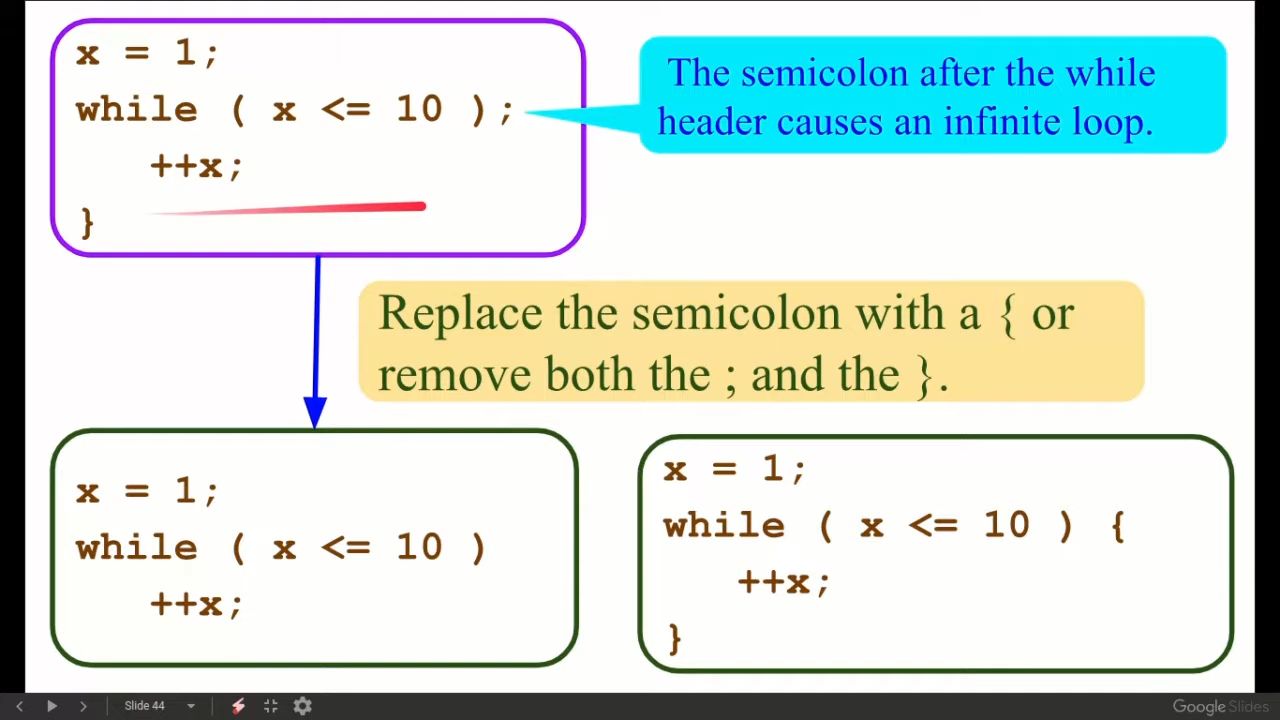 x = 1;
while ( x <= 10 );
++x;
}
The semicolon after the while
header causes an infinite loop.
Replace the semicolon with a { or
remove both the ; and the }.
x = 1;
while ( x <= 10 )
++x;
x = 1;
while ( x <= 10 ) {
++x;
}
Slide 44
Google Slides